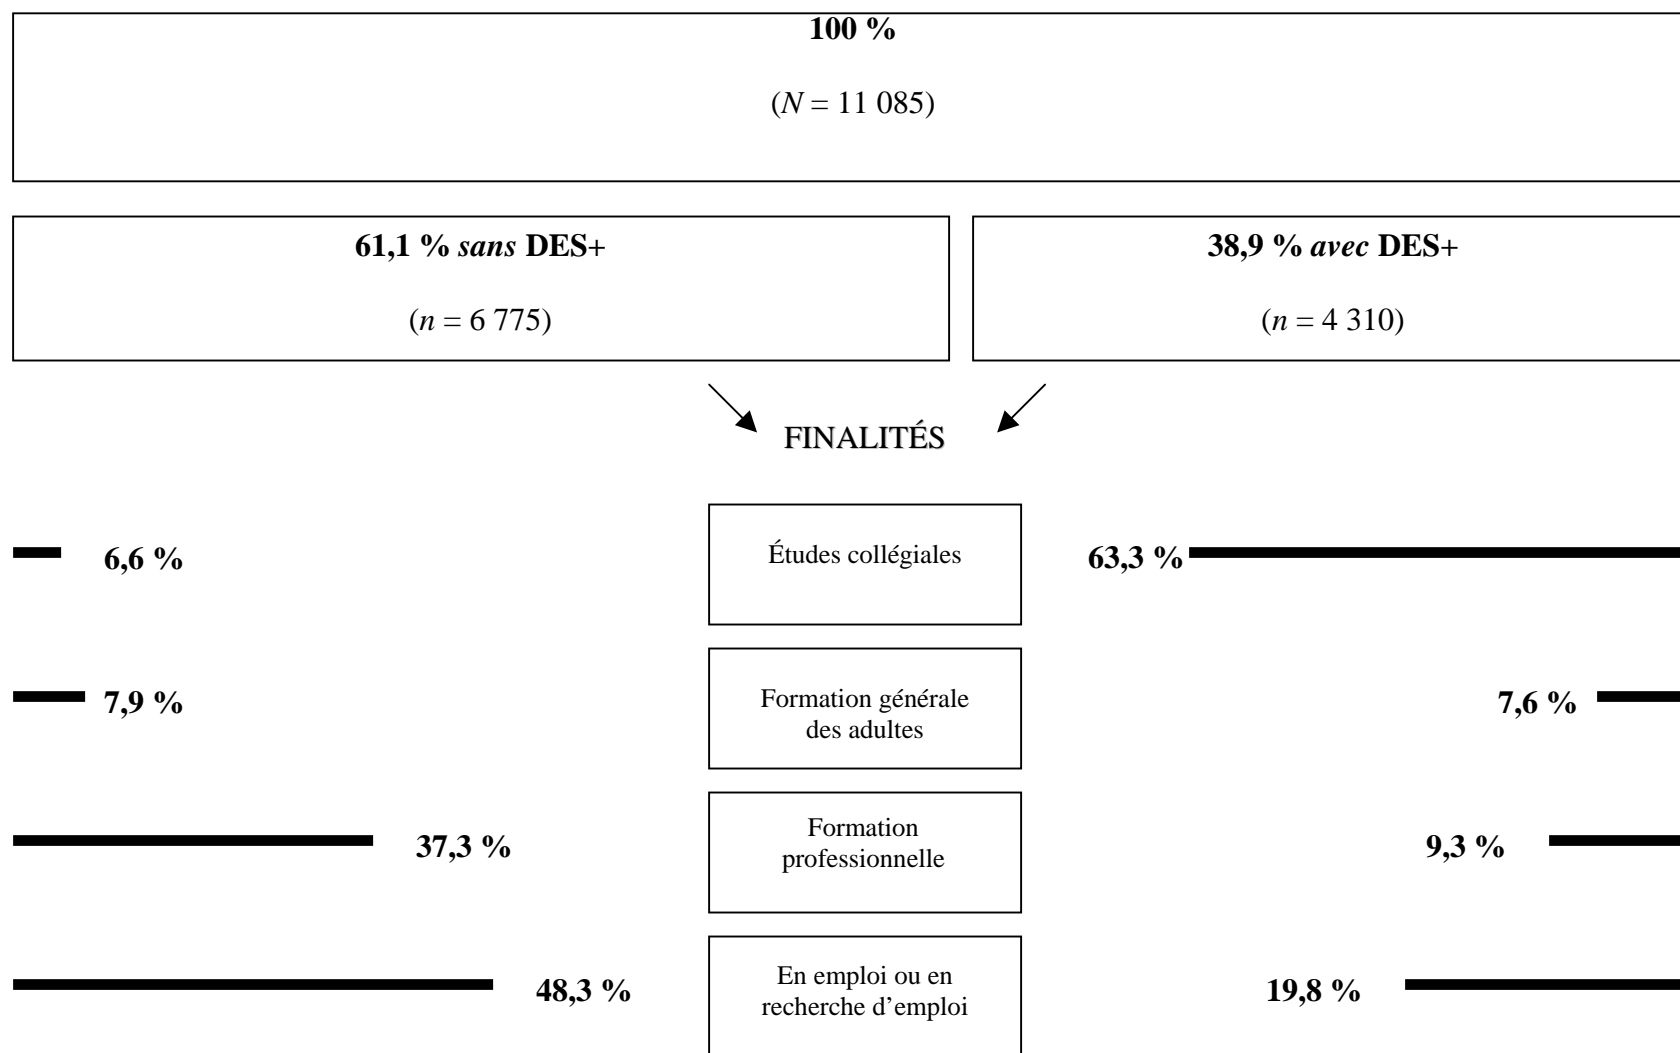 100 %
(N = 11 085)
61,1 % sans DES+
(n = 6 775)
38,9 % avec DES+
(n = 4 310)
FINALITÉS
6,6 %
Études collégiales
63,3 %
7,9 %
Formation générale
des adultes
7,6 %
37,3 %
Formation
professionnelle
9,3 %
48,3 %
En emploi ou en
recherche d’emploi
19,8 %